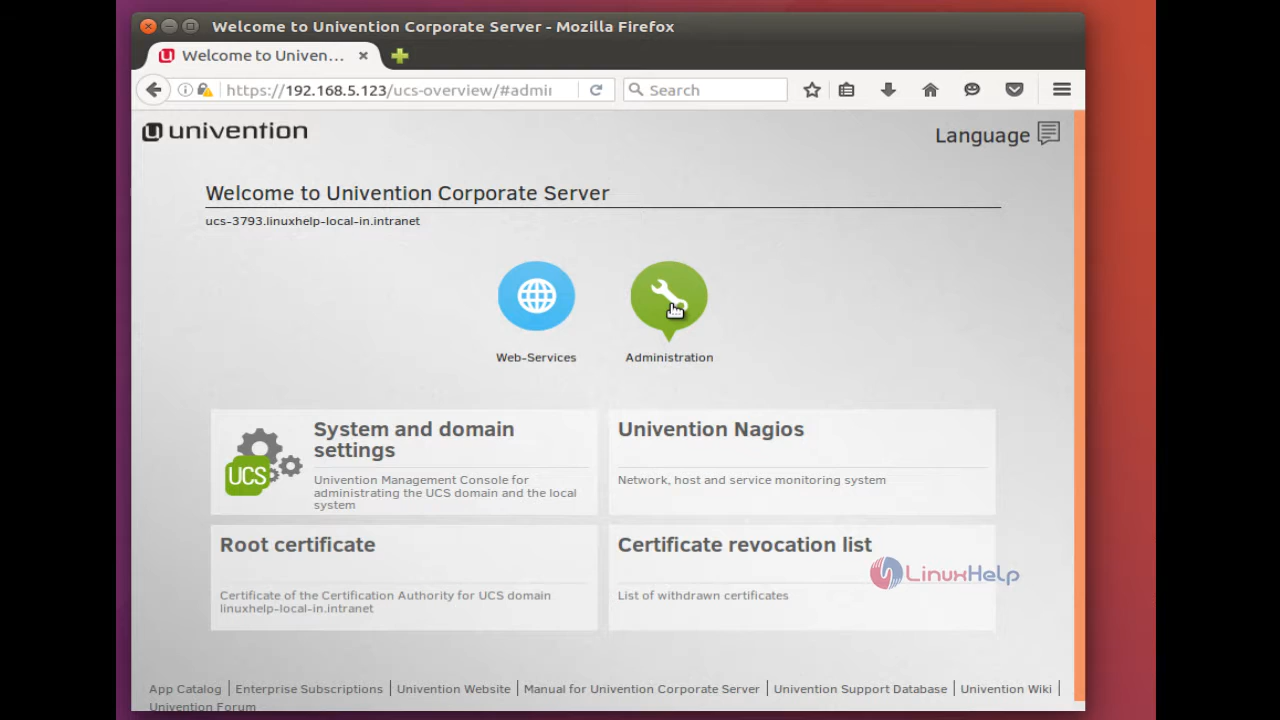 Welcome to Univention Corporate Server - Mozilla Firefox
Welcome to Univen...
https://192.168.5.123/ucs-overview/#admin
Search
univention
Language
Welcome to Univention Corporate Server
ucs-3793.linuxhelp-local-in.intranet
Web-Services
Administration
System and domain
settings
UCS
Univention Management Console for
administrating the UCS domain and the local
system
Univention Nagios
Network, host and service monitoring system
Root certificate
Certificate of the Certification Authority for UCS domain
linuxhelp-local-in.intranet
Certificate revocation list
List of withdrawn certificates
LinuxHelp
App Catalog | Enterprise Subscriptions | Univention Website | Manual for Univention Corporate Server | Univention Support Database | Univention Wiki |
Univention Forum